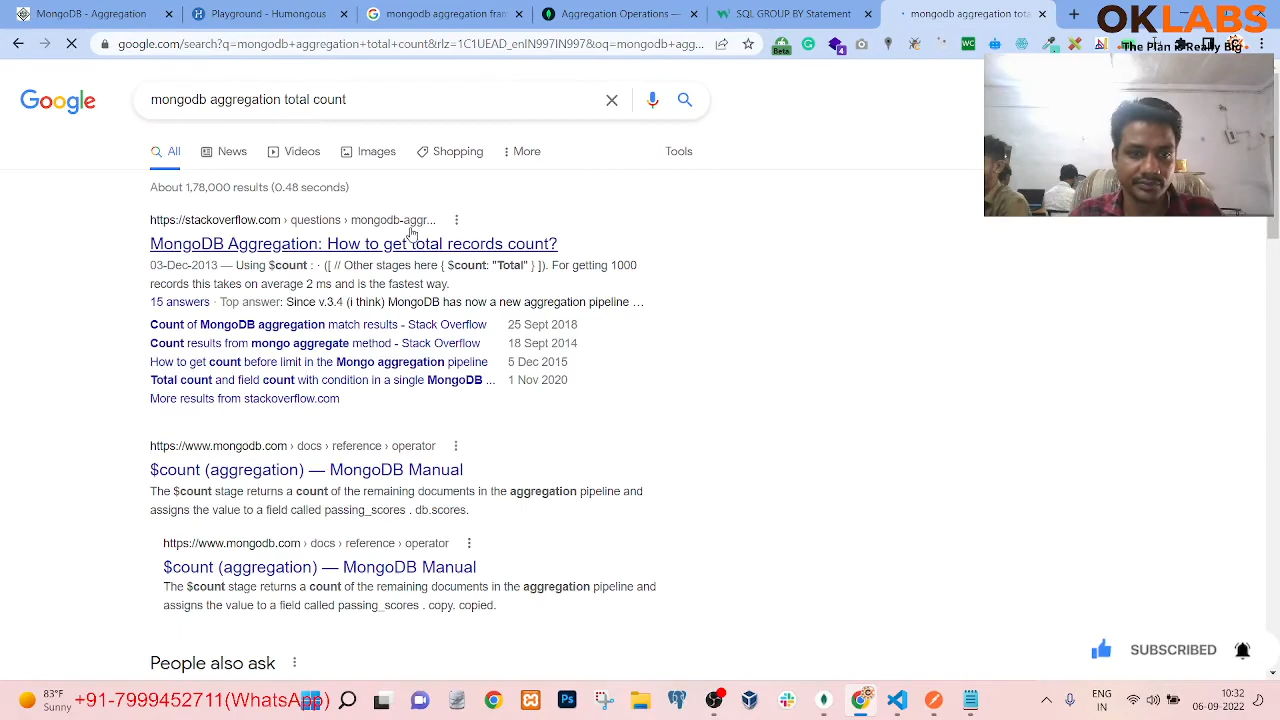 MongoDB - Aggregation
Programming - Humongous
mongodb aggregation
Aggregation Operations —
SQL GROUP BY Statement
mongodb aggregation tota
OKLABS
google.com/search?q=mongodb+aggregation+total+count+&rlz=1C1UEAD_enIN997IN997&oq=mongodb+agg...
Beta
4
The Plan is Really Big
Google
mongodb aggregation total count
All
News
Videos
Images
Shopping
More
Tools
About 1,78,000 results (0.48 seconds)
https://stackoverflow.com › questions › mongodb-aggr...
MongoDB Aggregation: How to get total records count?
03-Dec-2013 — Using $count : · ([ // Other stages here { $count: "Total" } ]). For getting 1000
records this takes on average 2 ms and is the fastest way.
15 answers · Top answer: Since v.3.4 (i think) MongoDB has now a new aggregation pipeline ...
Count of MongoDB aggregation match results - Stack Overflow 25 Sept 2018
Count results from mongo aggregate method - Stack Overflow 18 Sept 2014
How to get count before limit in the Mongo aggregation pipeline 5 Dec 2015
Total count and field count with condition in a single MongoDB ... 1 Nov 2020
More results from stackoverflow.com
https://www.mongodb.com › docs › reference › operator
$count (aggregation) — MongoDB Manual
The $count stage returns a count of the remaining documents in the aggregation pipeline and
assigns the value to a field called passing_scores . db.scores.
https://www.mongodb.com › docs › reference › operator
$count (aggregation) — MongoDB Manual
The $count stage returns a count of the remaining documents in the aggregation pipeline and
assigns the value to a field called passing_scores . copy. copied.
People also ask
SUBSCRIBED
83°F
Sunny
+91-7999452711(WhatsApp)
ENG
IN
10:32
06-09-2022